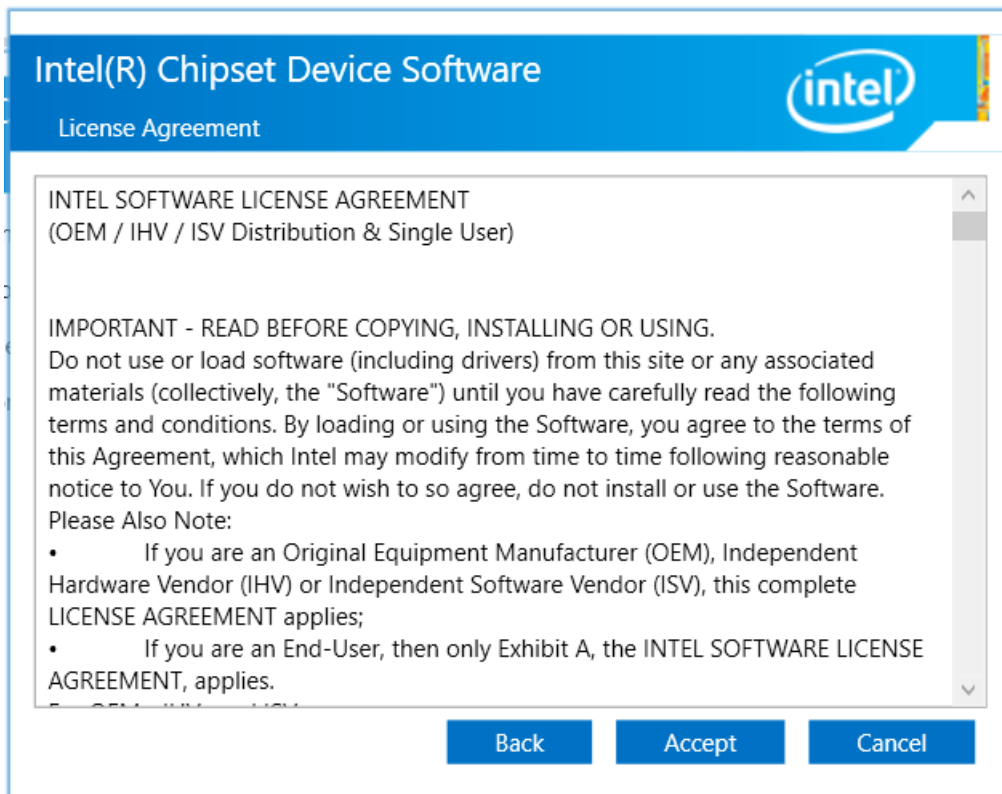 Intel(R) Chipset Device Software
intel
License Agreement
INTEL SOFTWARE LICENSE AGREEMENT
(OEM / IHV / ISV Distribution & Single User)
IMPORTANT - READ BEFORE COPYING, INSTALLING OR USING.
Do not use or load software (including drivers) from this site or any associated
materials (collectively, the "Software") until you have carefully read the following
terms and conditions. By loading or using the Software, you agree to the terms of
this Agreement, which Intel may modify from time to time following reasonable
notice to You. If you do not wish to so agree, do not install or use the Software.
Please Also Note:
• If you are an Original Equipment Manufacturer (OEM), Independent
Hardware Vendor (IHV) or Independent Software Vendor (ISV), this complete
LICENSE AGREEMENT applies;
• If you are an End-User, then only Exhibit A, the INTEL SOFTWARE LICENSE
AGREEMENT, applies.
Back Accept Cancel